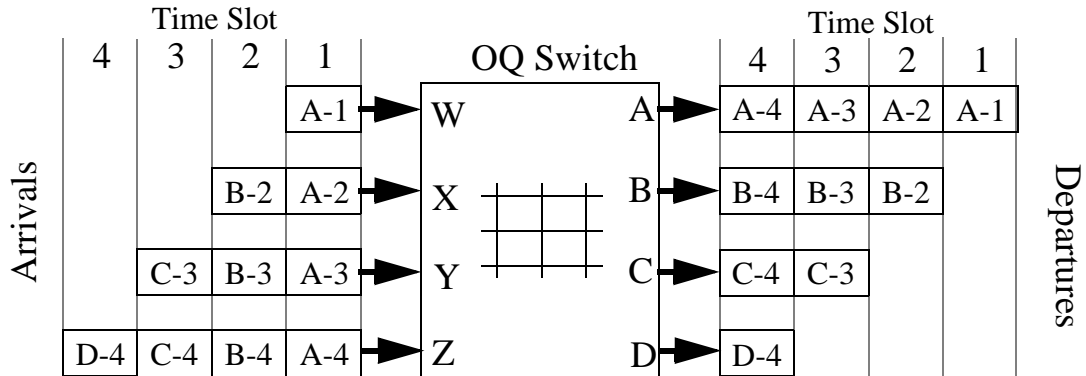 Time Slot Time Slot
4 3 2 1 OQ Switch 4 3 2 1
A-1 W A A-4 A-3 A-2 A-1
B-2 A-2 X B B-4 B-3 B-2
C-3 B-3 A-3 Y C C-4 C-3
D-4 C-4 B-4 A-4 Z D D-4
Arrivals
Departures